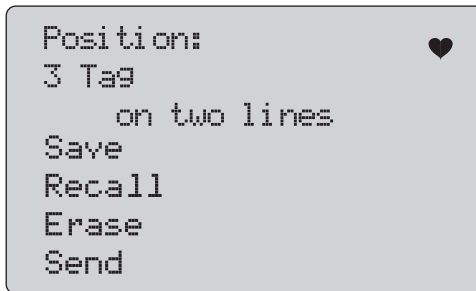 Position:
3 Tag
on two lines
Save
Recall
Erase
Send